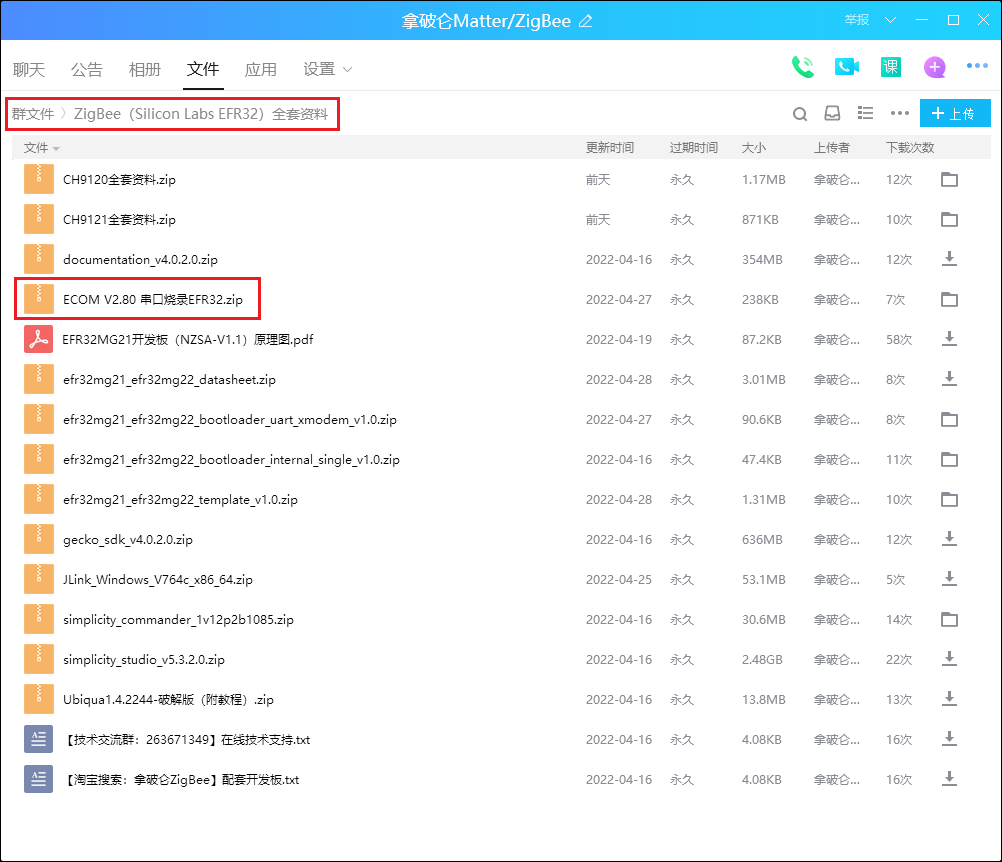 拿破仑Matter/ZigBee 举报
聊天 公告 相册 文件 应用 设置 课
群文件 〉 ZigBee（Silicon Labs EFR32）全套资料 + 上传
文件 更新时间 过期时间 大小 上传者 下载次数
CH9120全套资料.zip 前天 永久 1.17MB 拿破仑... 12次
CH9121全套资料.zip 前天 永久 871KB 拿破仑... 10次
documentation_v4.0.2.0.zip 2022-04-16 永久 354MB 拿破仑... 12次
ECOM V2.80 串口烧录EFR32.zip 2022-04-27 永久 238KB 拿破仑... 7次
EFR32MG21开发板（NZSA-V1.1）原理图.pdf 2022-04-19 永久 87.2KB 拿破仑... 58次
efr32mg21_efr32mg22_datasheet.zip 2022-04-28 永久 3.01MB 拿破仑... 8次
efr32mg21_efr32mg22_bootloader_uart_xmodem_v1.0.zip 2022-04-27 永久 90.6KB 拿破仑... 8次
efr32mg21_efr32mg22_bootloader_internal_single_v1.0.zip 2022-04-16 永久 47.4KB 拿破仑... 11次
efr32mg21_efr32mg22_template_v1.0.zip 2022-04-28 永久 1.31MB 拿破仑... 10次
gecko_sdk_v4.0.2.0.zip 2022-04-16 永久 636MB 拿破仑... 12次
JLink_Windows_V764c_x86_64.zip 2022-04-25 永久 53.1MB 拿破仑... 5次
simplicity_commander_1v12p2b1085.zip 2022-04-16 永久 30.6MB 拿破仑... 14次
simplicity_studio_v5.3.2.0.zip 2022-04-16 永久 2.48GB 拿破仑... 22次
Ubiqua1.4.2244-破解版（附教程）.zip 2022-04-16 永久 13.8MB 拿破仑... 13次
【技术交流群：263671349】在线技术支持.txt 2022-04-16 永久 4.08KB 拿破仑... 16次
【淘宝搜索：拿破仑ZigBee】配套开发板.txt 2022-04-16 永久 4.08KB 拿破仑... 16次